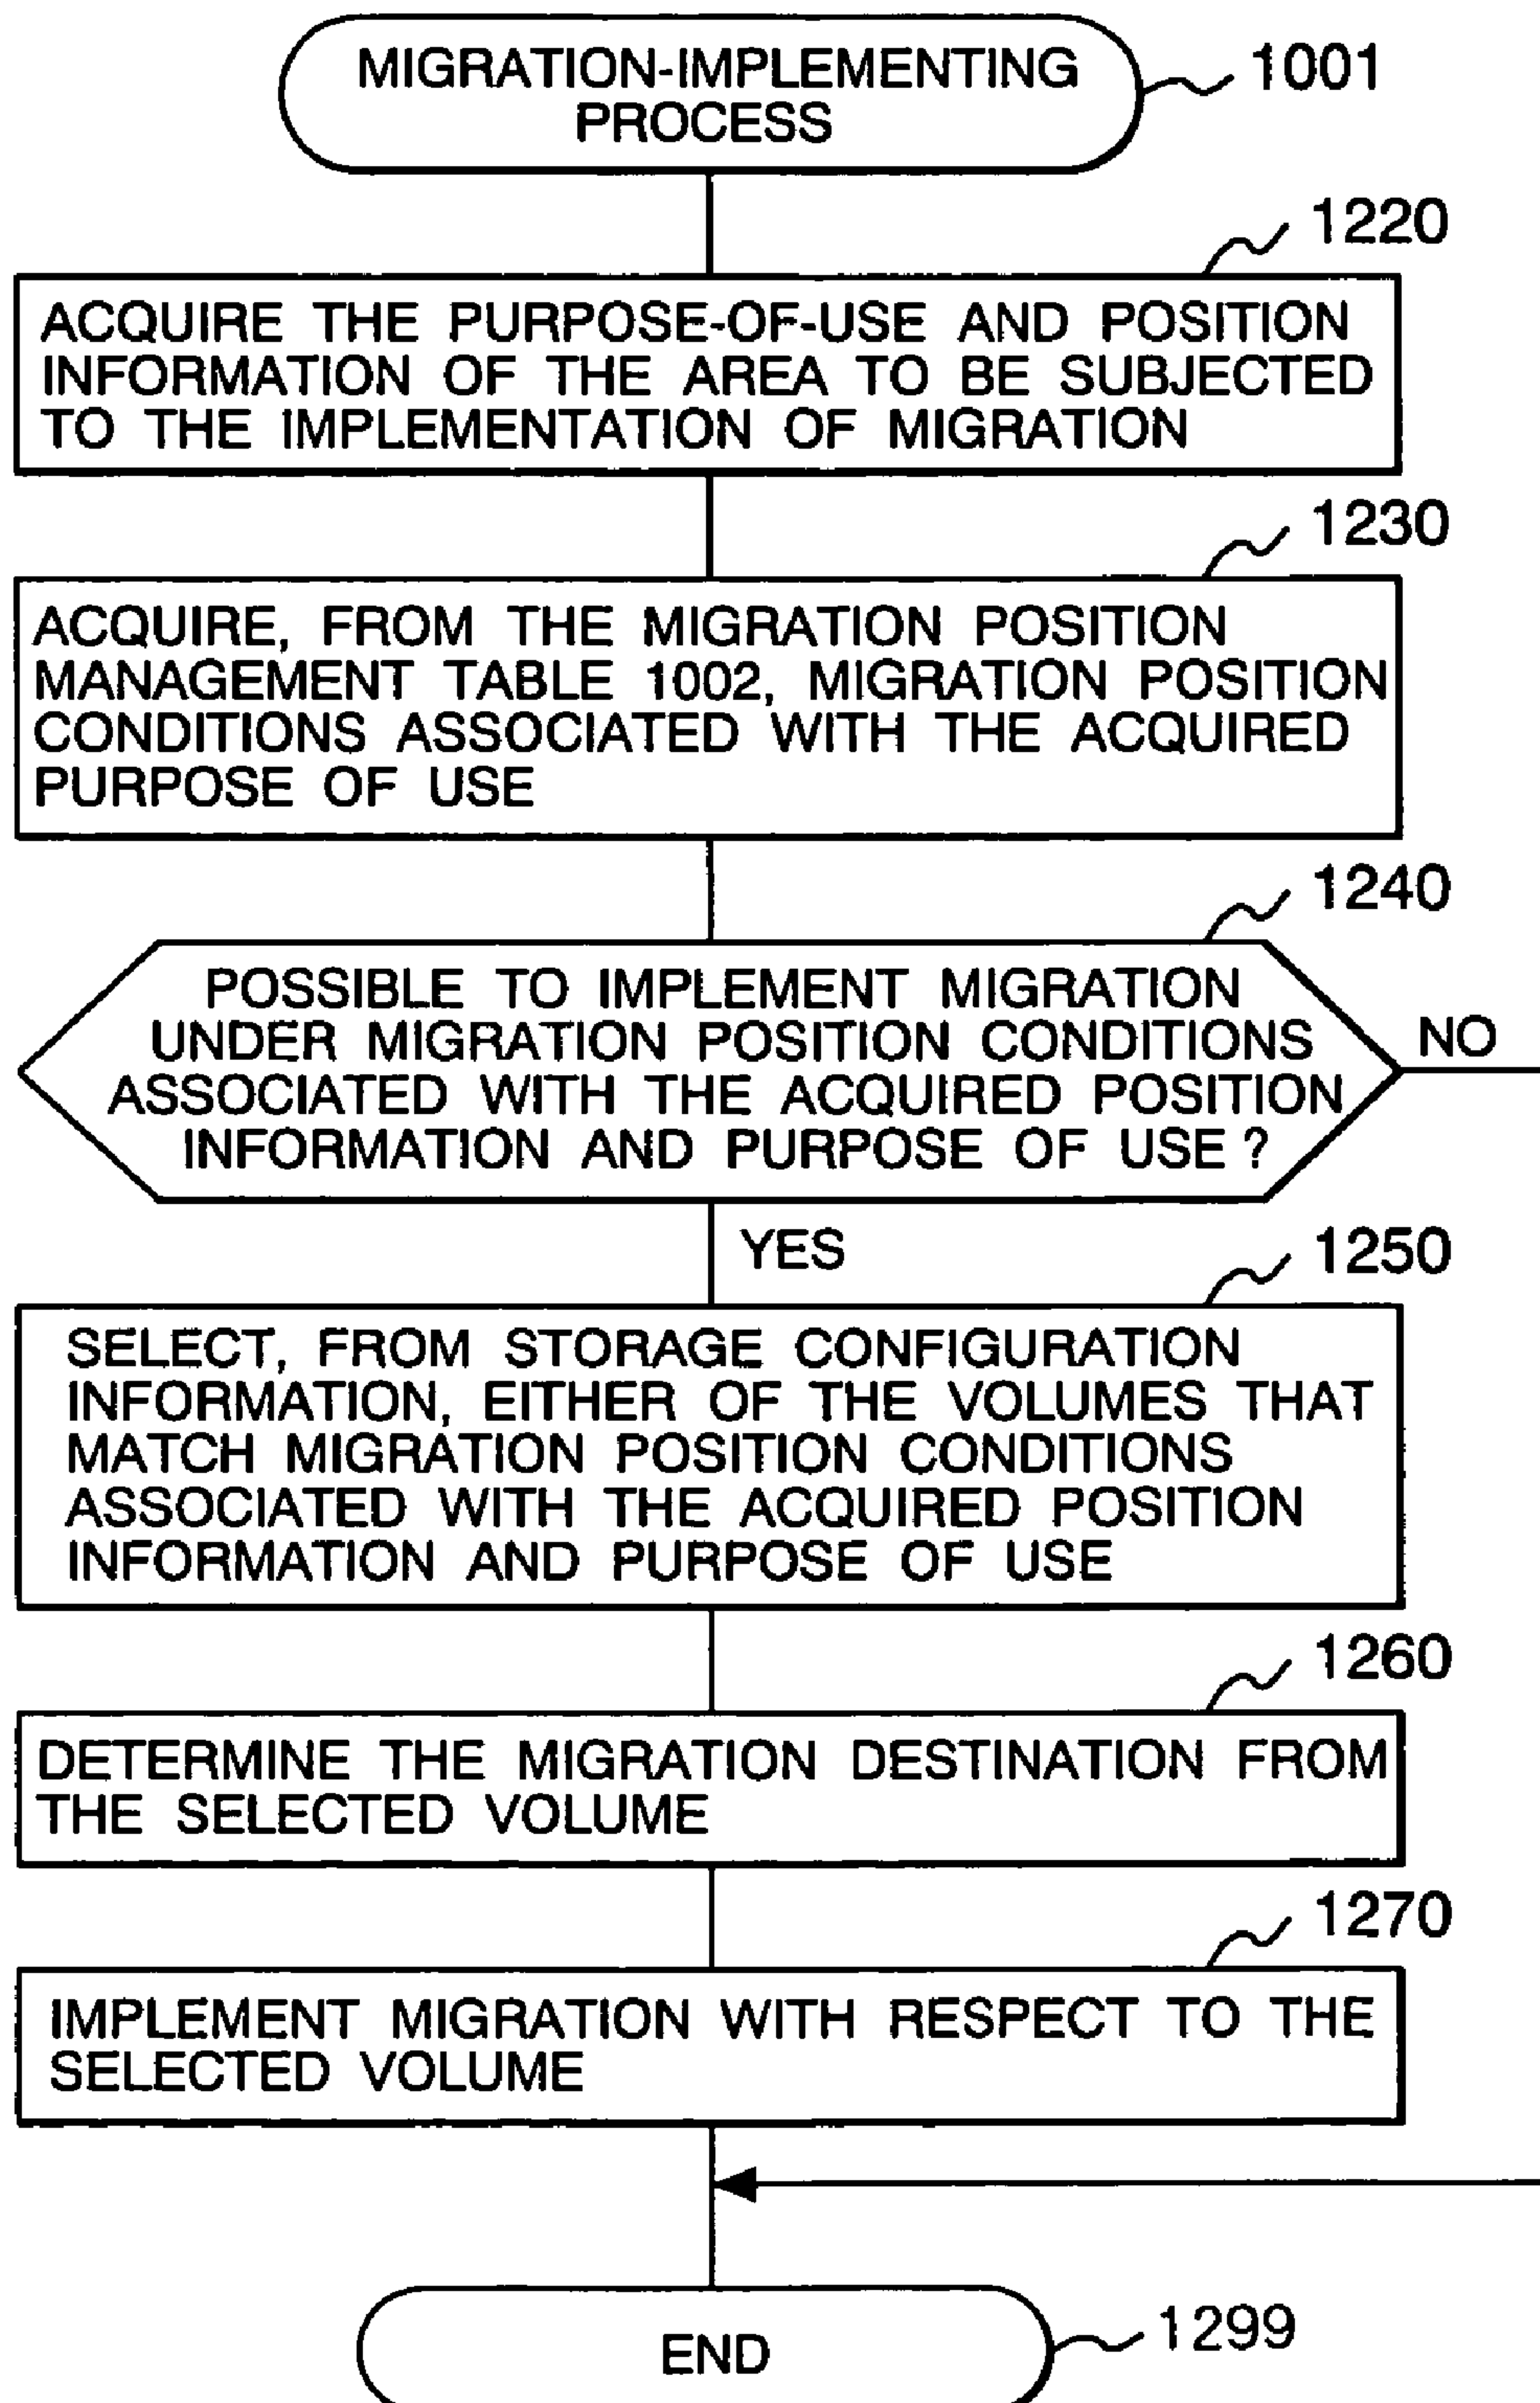 MIGRATION-IMPLEMENTING
PROCESS
1001
1220
ACQUIRE THE PURPOSE-OF-USE AND POSITION
INFORMATION OF THE AREA TO BE SUBJECTED
TO THE IMPLEMENTATION OF MIGRATION
1230
ACQUIRE, FROM THE MIGRATION POSITION
MANAGEMENT TABLE 1002, MIGRATION POSITION
CONDITIONS ASSOCIATED WITH THE ACQUIRED
PURPOSE OF USE
1240
POSSIBLE TO IMPLEMENT MIGRATION
UNDER MIGRATION POSITION CONDITIONS
ASSOCIATED WITH THE ACQUIRED POSITION
INFORMATION AND PURPOSE OF USE ?
NO
YES
1250
SELECT, FROM STORAGE CONFIGURATION
INFORMATION, EITHER OF THE VOLUMES THAT
MATCH MIGRATION POSITION CONDITIONS
ASSOCIATED WITH THE ACQUIRED POSITION
INFORMATION AND PURPOSE OF USE
1260
DETERMINE THE MIGRATION DESTINATION FROM
THE SELECTED VOLUME
1270
IMPLEMENT MIGRATION WITH RESPECT TO THE
SELECTED VOLUME
END
1299